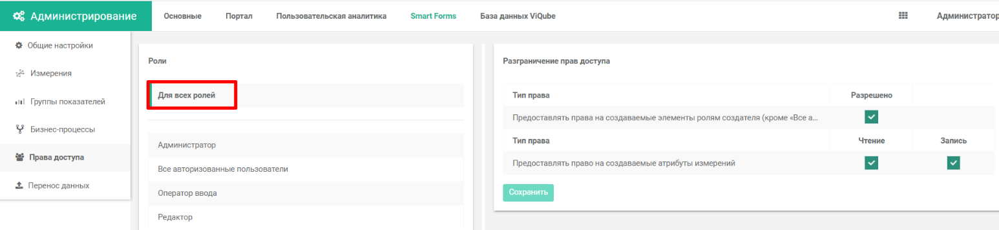 Администрирование
Основные
Портал
Пользовательская аналитика
Smart Forms
База данных ViQube
Администратор
Общие настройки
Измерения
Группы показателей
Бизнес-процессы
Права доступа
Перенос данных
Роли
Для всех ролей
Администратор
Все авторизованные пользователи
Оператор ввода
Редактор
Разграничение прав доступа
Тип права Разрешено
Предоставлять права на создаваемые элементы ролям создателя (кроме «Все а...
Тип права Чтение Запись
Предоставлять право на создаваемые атрибуты измерений
Сохранить